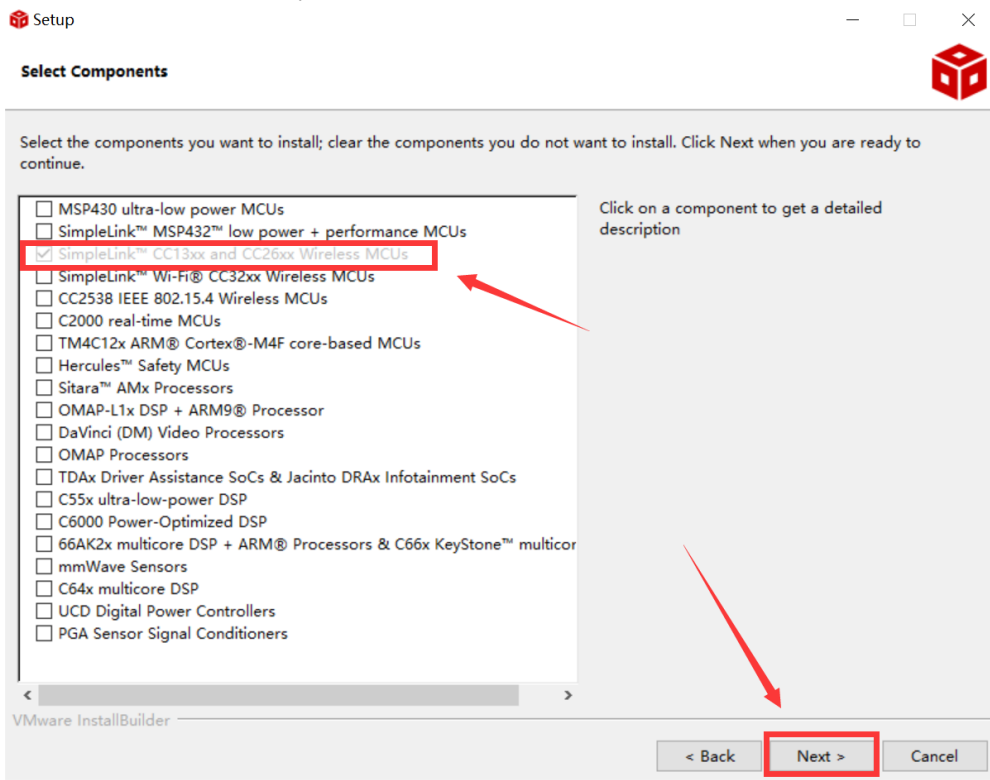 Setup
Select Components
Select the components you want to install; clear the components you do not want to install. Click Next when you are ready to
continue.
MSP430 ultra-low power MCUs
SimpleLink™ MSP432™ low power + performance MCUs
SimpleLink™ CC13xx and CC26xx Wireless MCUs
SimpleLink™ Wi-Fi® CC32xx Wireless MCUs
CC2538 IEEE 802.15.4 Wireless MCUs
C2000 real-time MCUs
TM4C12x ARM® Cortex®-M4F core-based MCUs
Hercules™ Safety MCUs
Sitara™ AMx Processors
OMAP-L1x DSP + ARM9® Processor
DaVinci (DM) Video Processors
OMAP Processors
TDAx Driver Assistance SoCs & Jacinto DRAx Infotainment SoCs
C55x ultra-low-power DSP
C6000 Power-Optimized DSP
66AK2x multicore DSP + ARM® Processors & C66x KeyStone™ multicor
mmWave Sensors
C64x multicore DSP
UCD Digital Power Controllers
PGA Sensor Signal Conditioners
Click on a component to get a detailed
description
VMware InstallBuilder
< Back
Next >
Cancel